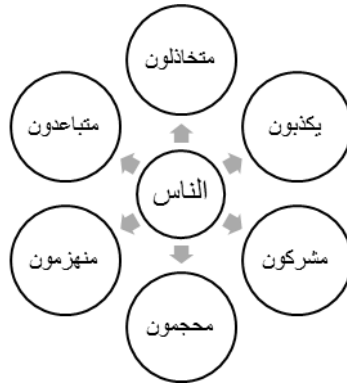 متخاذلون
يكذبون
متباعدون
الناس
مشركون
منهزمون
محجمون